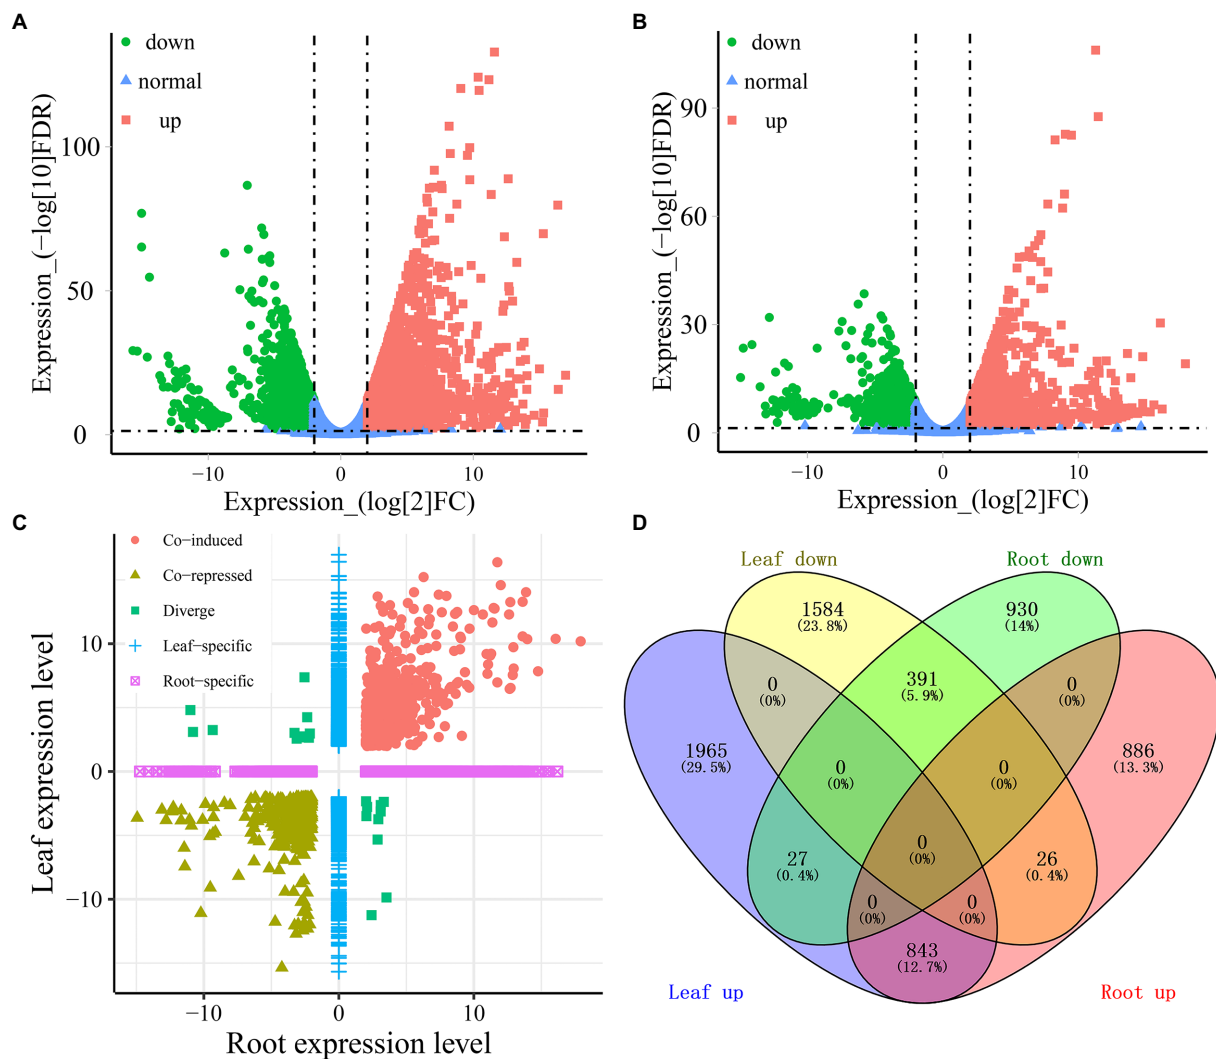 A
down
normal
up
Expression_(−log[10]FDR)
100
50
0
−10
0
10
Expression_(log[2]FC)
B
down
normal
up
Expression_(−log[10]FDR)
90
60
30
0
−10
0
10
Expression_(log[2]FC)
C
Co−induced
Co−repressed
Diverge
Leaf−specific
Root−specific
Leaf expression level
10
0
−10
−10
0
10
Root expression level
D
Leaf down
Root down
1584
(23.8%)
930
(14%)
0
(0%)
391
(5.9%)
0
(0%)
1965
(29.5%)
886
(13.3%)
0
(0%)
0
(0%)
0
(0%)
27
(0.4%)
26
(0.4%)
0
(0%)
0
(0%)
843
(12.7%)
Leaf up
Root up